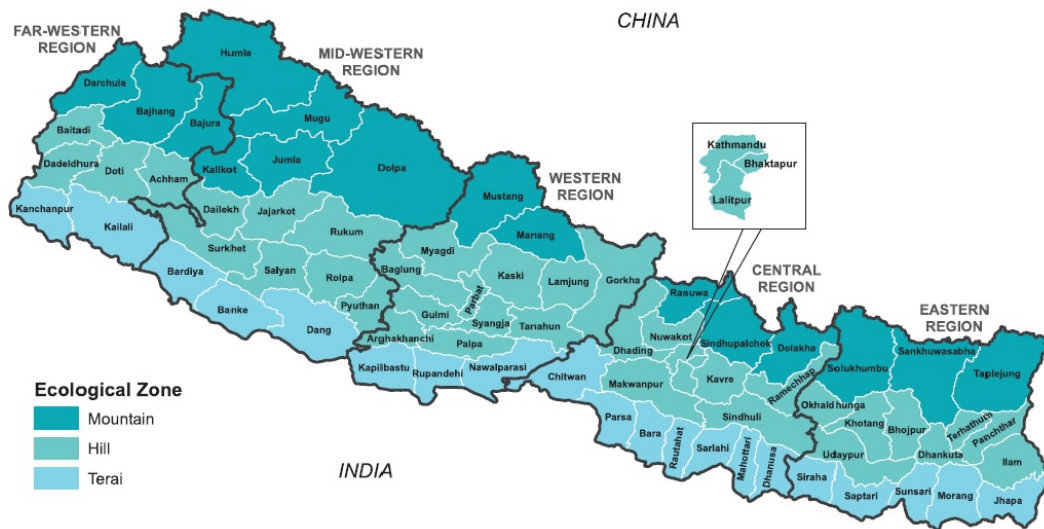 CHINA
FAR-WESTERN
REGION
MID-WESTERN
REGION
WESTERN
REGION
CENTRAL
REGION
EASTERN
REGION
Humla
Darchula
Bajhang
Bajura
Mugu
Baitadi
Dadeldhura
Doti
Achham
Kalikot
Jumla
Dolpa
Kanchanpur
Kailali
Dailekh
Jajarkot
Rukum
Surkhet
Salyan
Rolpa
Bardiya
Banke
Pyuthan
Dang
Mustang
Manang
Myagdi
Baglung
Parbat
Kaski
Lamjung
Gorkha
Gulmi
Syangja
Tanahun
Arghakhanchi
Palpa
Kapilbastu
Rupandehi
Nawalparasi
Kathmandu
Bhaktapur
Lalitpur
Rasuwa
Nuwakot
Sindhupalchok
Dolakha
Dhading
Chitwan
Makwanpur
Kavre
Ramechhap
Sindhuli
Parsa
Bara
Rautahat
Sarlahi
Mahottari
Dhanusa
Solukhumbu
Sankhuwasabha
Taplejung
Okhaldhunga
Khotang
Bhojpur
Terhathum
Panchthar
Udaypur
Dhankuta
Ilam
Siraha
Saptari
Sunsari
Morang
Jhapa
Ecological Zone
Mountain
Hill
Terai
INDIA